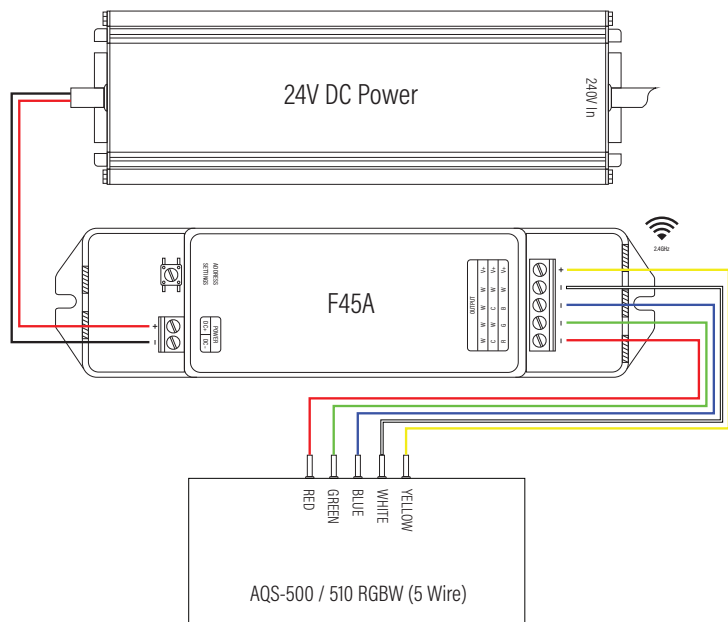 24V DC Power
240V In
2.4GHz
ADDRESS
SETTINGS
F45A
OUTPUT
V+ W B G R
V+ W C W C
V+ W W W W
+
-
-
-
-
POWER
DC+ DC-
+
-
RED
GREEN
BLUE
WHITE
YELLOW
AQS-500 / 510 RGBW (5 Wire)